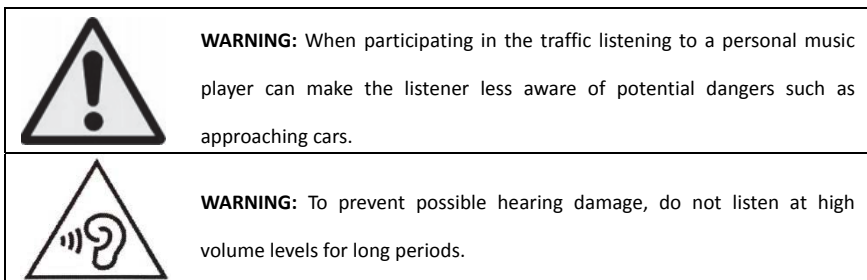 WARNING: When participating in the traffic listening to a personal music
player can make the listener less aware of potential dangers such as
approaching cars.
WARNING: To prevent possible hearing damage, do not listen at high
volume levels for long periods.